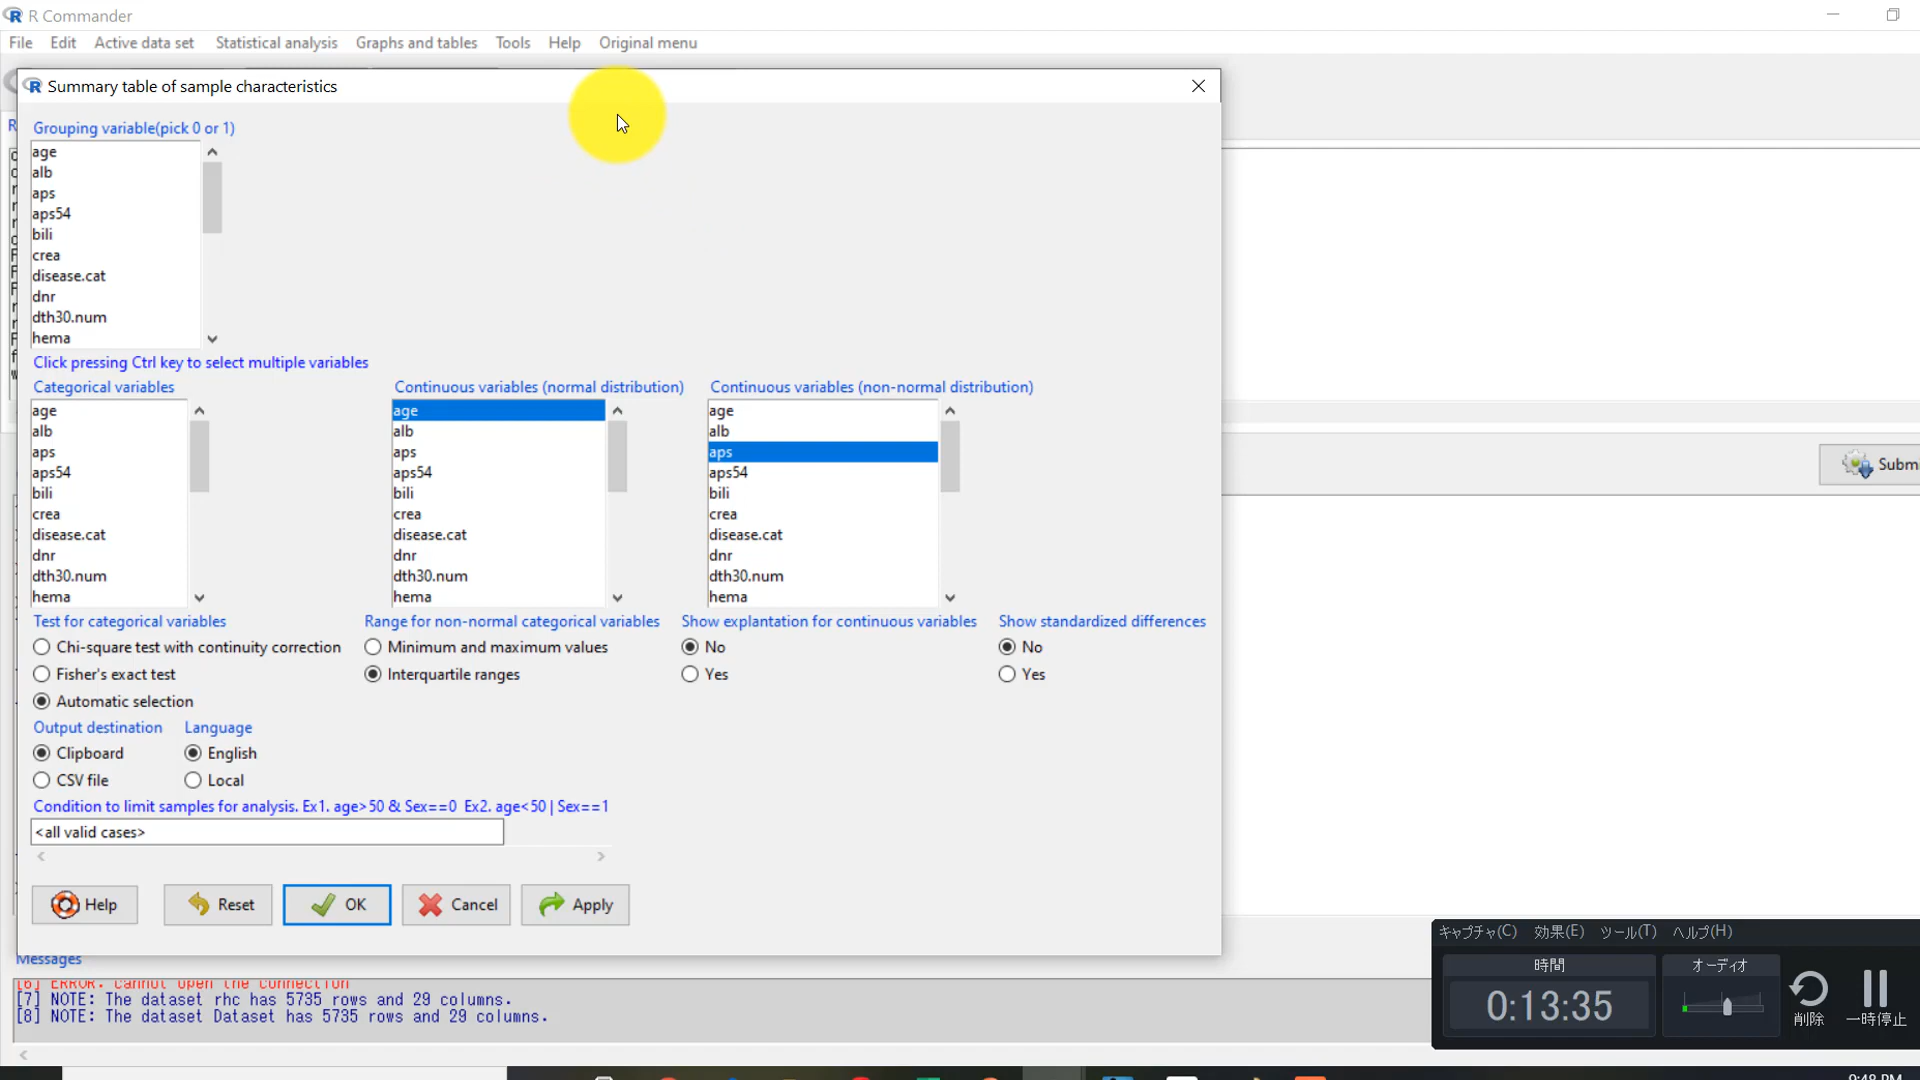 R Commander
File Edit Active data set Statistical analysis Graphs and tables Tools Help Original menu
Summary table of sample characteristics
Grouping variable(pick 0 or 1)
age
alb
aps
aps54
bili
crea
disease.cat
dnr
dth30.num
hema
Click pressing Ctrl key to select multiple variables
Categorical variables
age
alb
aps
aps54
bili
crea
disease.cat
dnr
dth30.num
hema
Continuous variables (normal distribution)
age
alb
aps
aps54
bili
crea
disease.cat
dnr
dth30.num
hema
Continuous variables (non-normal distribution)
age
alb
aps
aps54
bili
crea
disease.cat
dnr
dth30.num
hema
Test for categorical variables
Chi-square test with continuity correction
Fisher's exact test
Automatic selection
Range for non-normal categorical variables
Minimum and maximum values
Interquartile ranges
Show explantation for continuous variables
No
Yes
Show standardized differences
No
Yes
Output destination
Clipboard
CSV file
Language
English
Local
Condition to limit samples for analysis. Ex1. age>50 & Sex==0 Ex2. age<50 | Sex==1
<all valid cases>
Help Reset OK Cancel Apply
Submi
Messages
[6] ERROR: Cannot open the connection
[7] NOTE: The dataset rhc has 5735 rows and 29 columns.
[8] NOTE: The dataset Dataset has 5735 rows and 29 columns.
キャプチャ(C) 効果(E) ツール(T) ヘルプ(H)
時間
0:13:35
オーディオ
削除
一時停止
9:48 PM